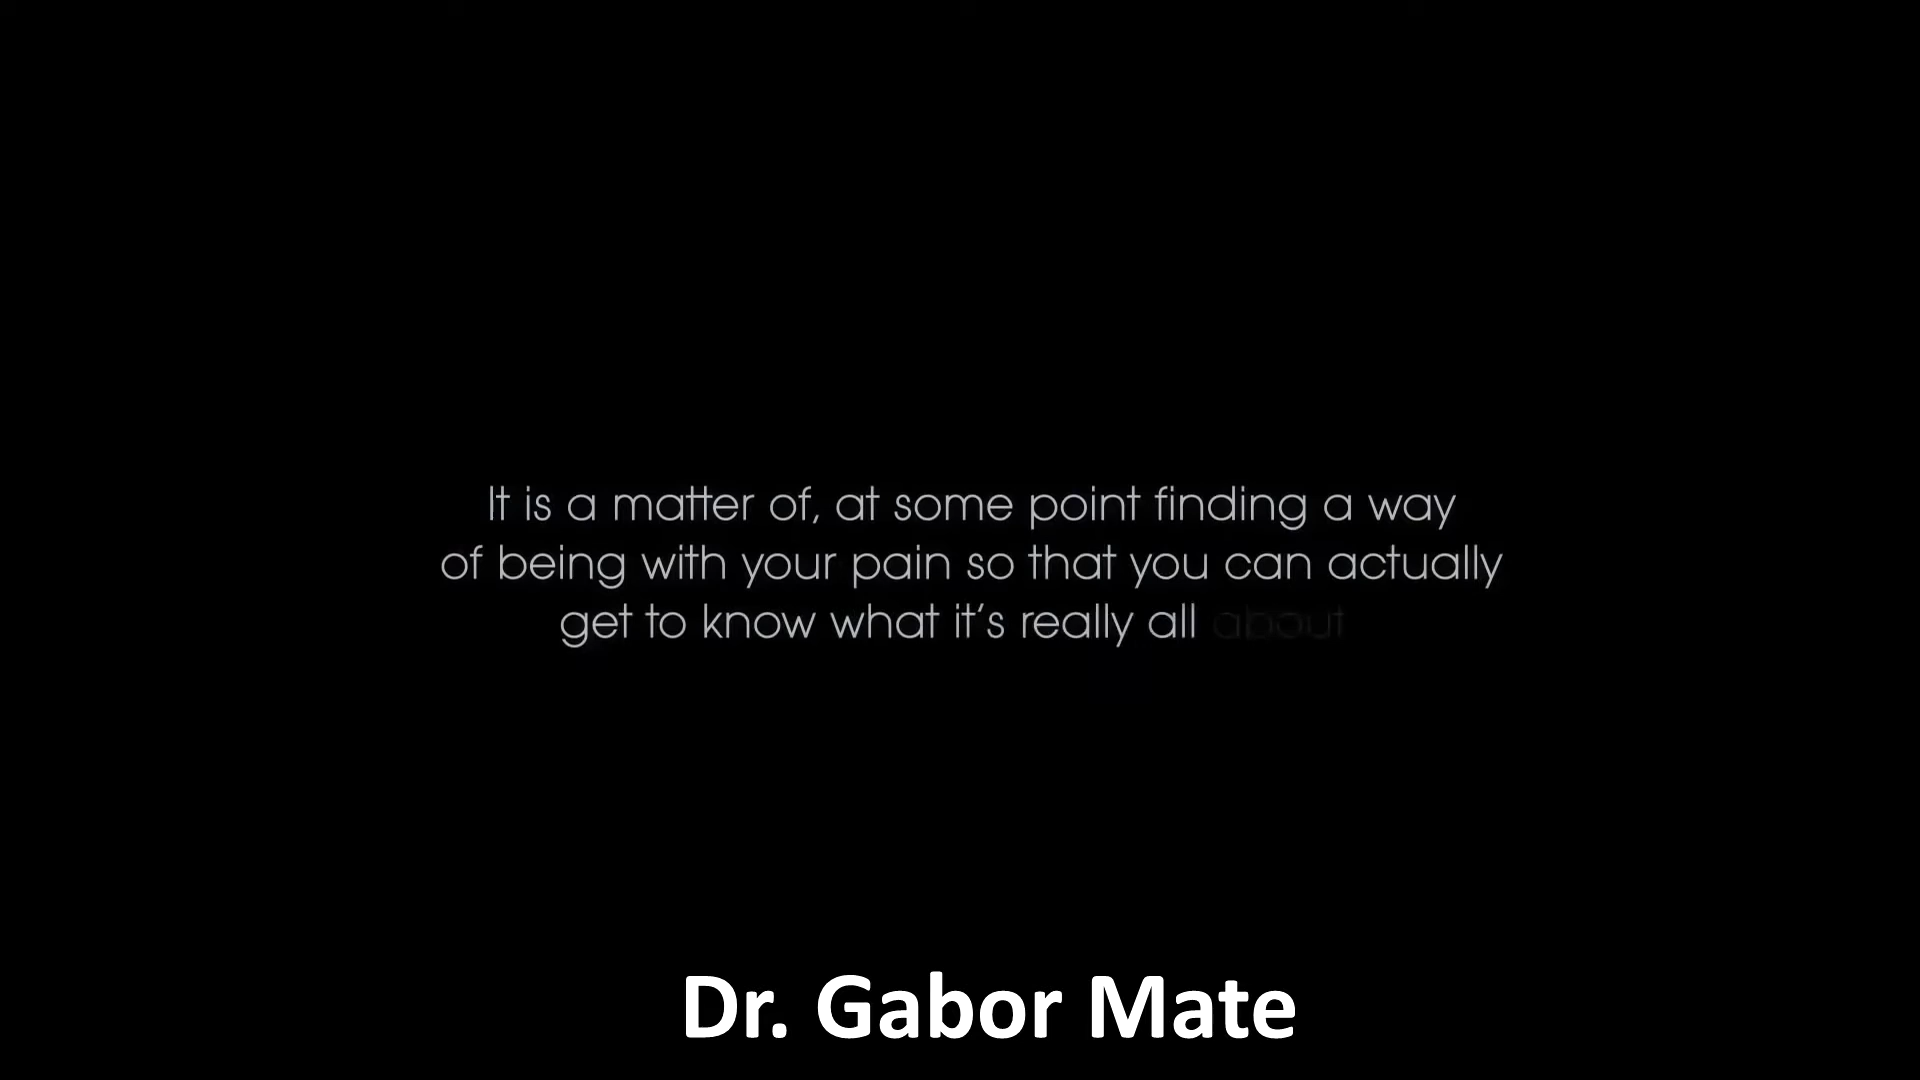 It is a matter of, at some point finding a way
of being with your pain so that you can actually
get to know what it’s really all about
Dr. Gabor Mate